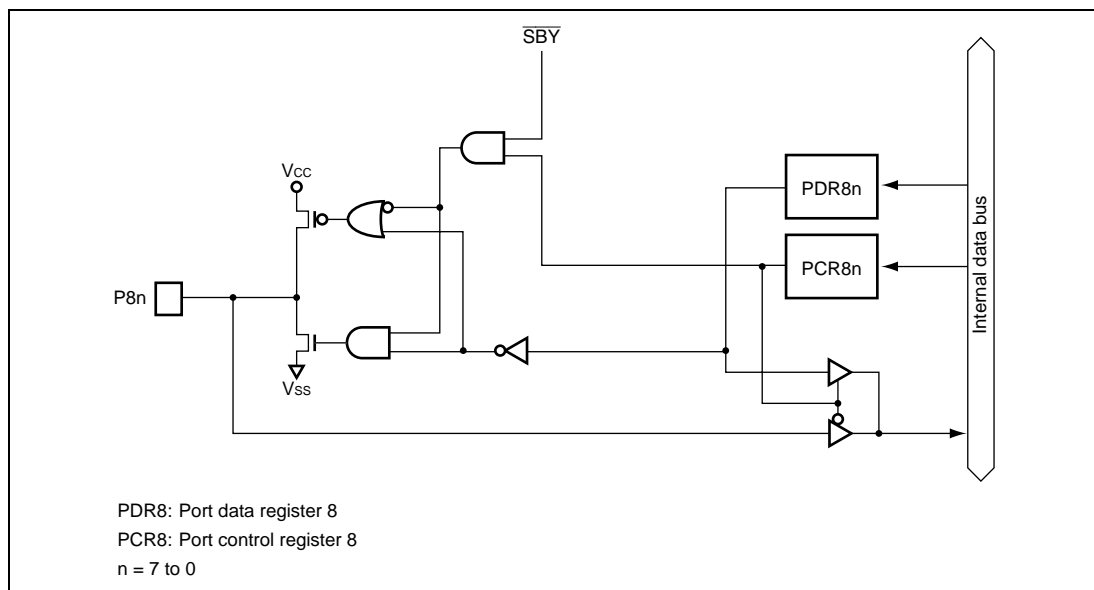 SBY
VCC
PDR8n
PCR8n
P8n
VSS
Internal data bus
PDR8: Port data register 8
PCR8: Port control register 8
n = 7 to 0